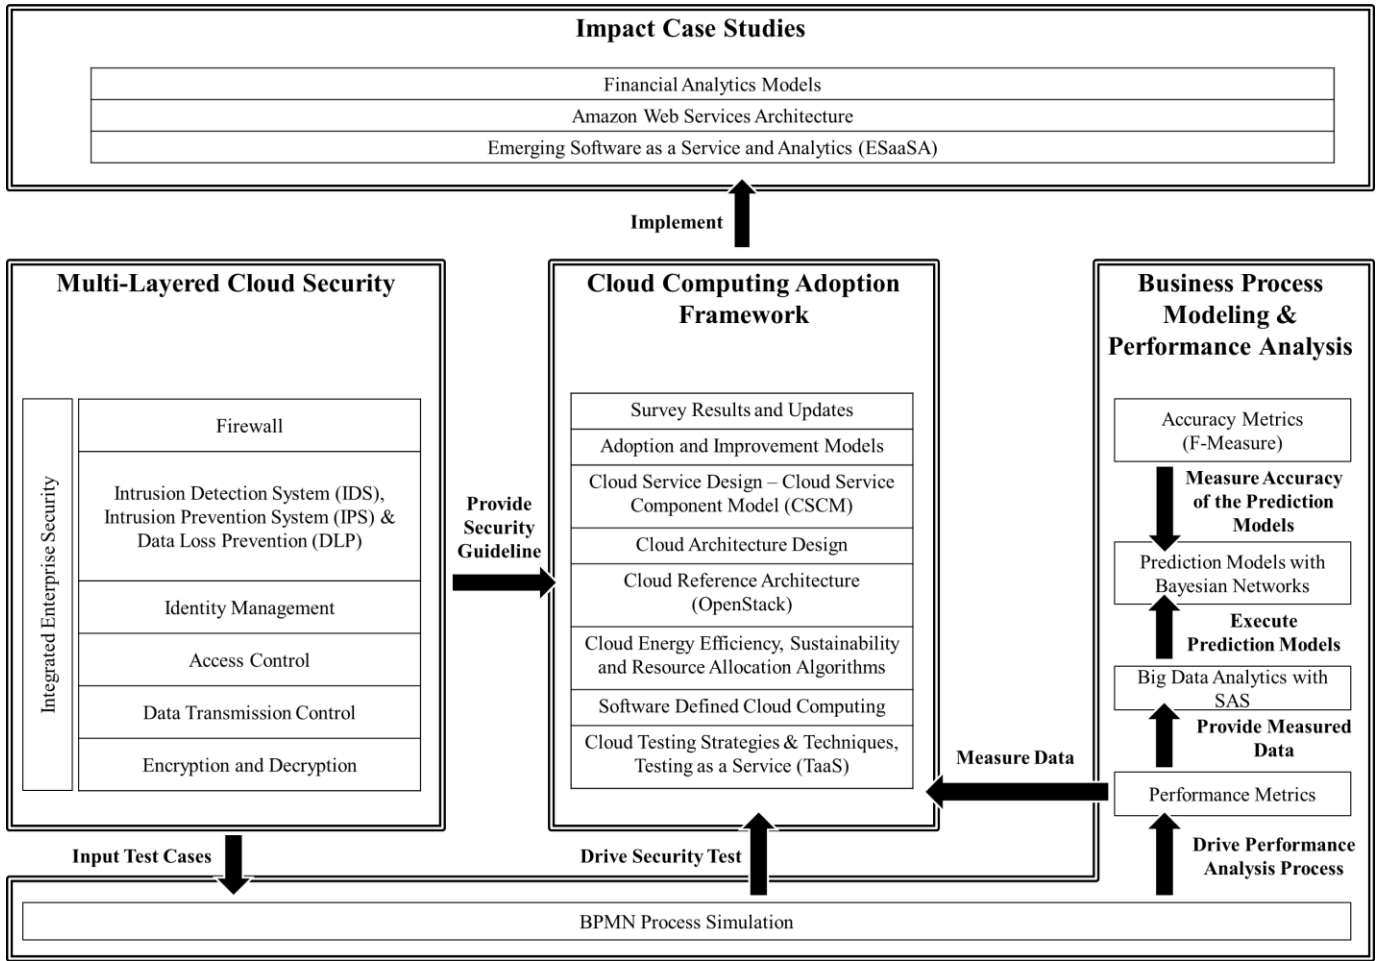 Impact Case Studies
Financial Analytics Models
Amazon Web Services Architecture
Emerging Software as a Service and Analytics (ESaaSA)
Implement
Multi-Layered Cloud Security
Integrated Enterprise Security
Firewall
Intrusion Detection System (IDS),
Intrusion Prevention System (IPS) &
Data Loss Prevention (DLP)
Identity Management
Access Control
Data Transmission Control
Encryption and Decryption
Provide
Security
Guideline
Cloud Computing Adoption
Framework
Survey Results and Updates
Adoption and Improvement Models
Cloud Service Design – Cloud Service
Component Model (CSCM)
Cloud Architecture Design
Cloud Reference Architecture
(OpenStack)
Cloud Energy Efficiency, Sustainability
and Resource Allocation Algorithms
Software Defined Cloud Computing
Cloud Testing Strategies & Techniques,
Testing as a Service (TaaS)
Measure Data
Business Process
Modeling &
Performance Analysis
Accuracy Metrics
(F-Measure)
Measure Accuracy
of the Prediction
Models
Prediction Models with
Bayesian Networks
Execute
Prediction Models
Big Data Analytics with
SAS
Provide Measured
Data
Performance Metrics
Drive Performance
Analysis Process
Input Test Cases
Drive Security Test
BPMN Process Simulation